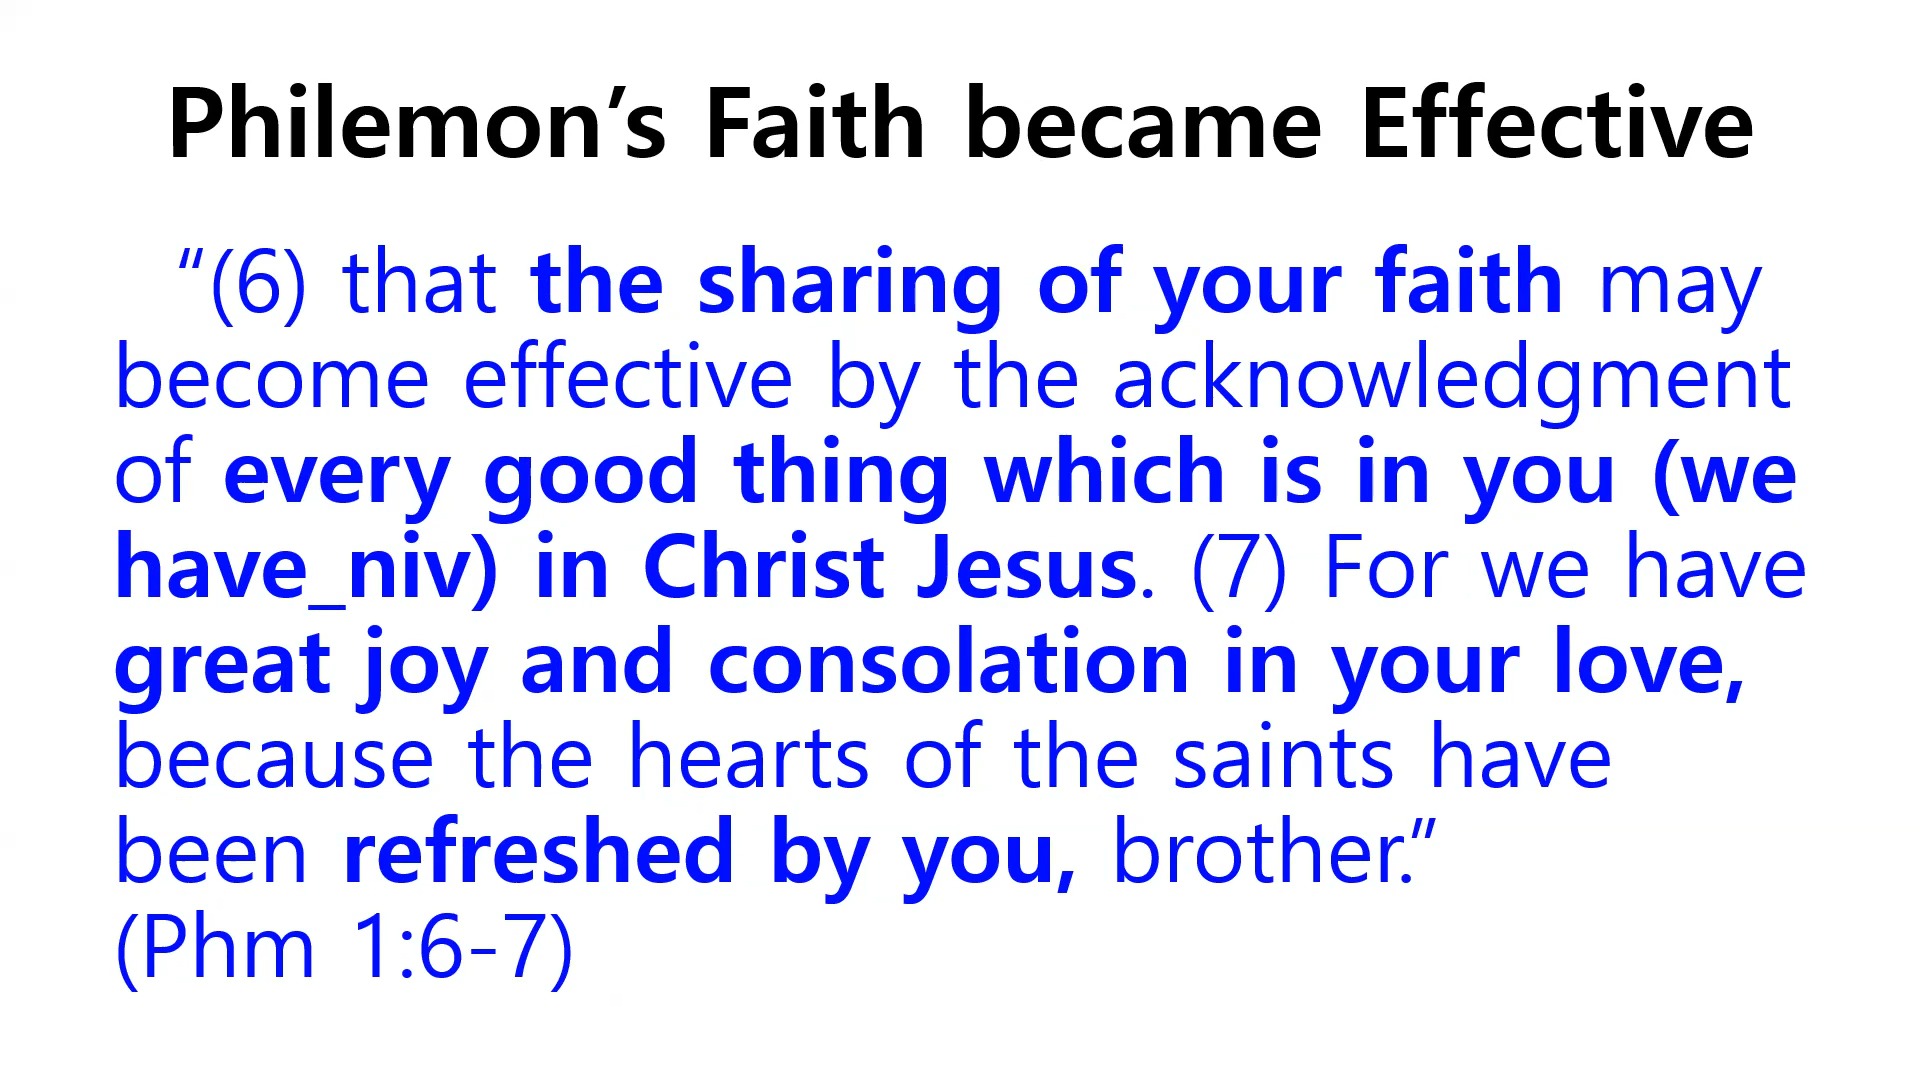 Philemon’s Faith became Effective
“(6) that the sharing of your faith may
become effective by the acknowledgment
of every good thing which is in you (we
have_niv) in Christ Jesus. (7) For we have
great joy and consolation in your love,
because the hearts of the saints have
been refreshed by you, brother.”
(Phm 1:6-7)